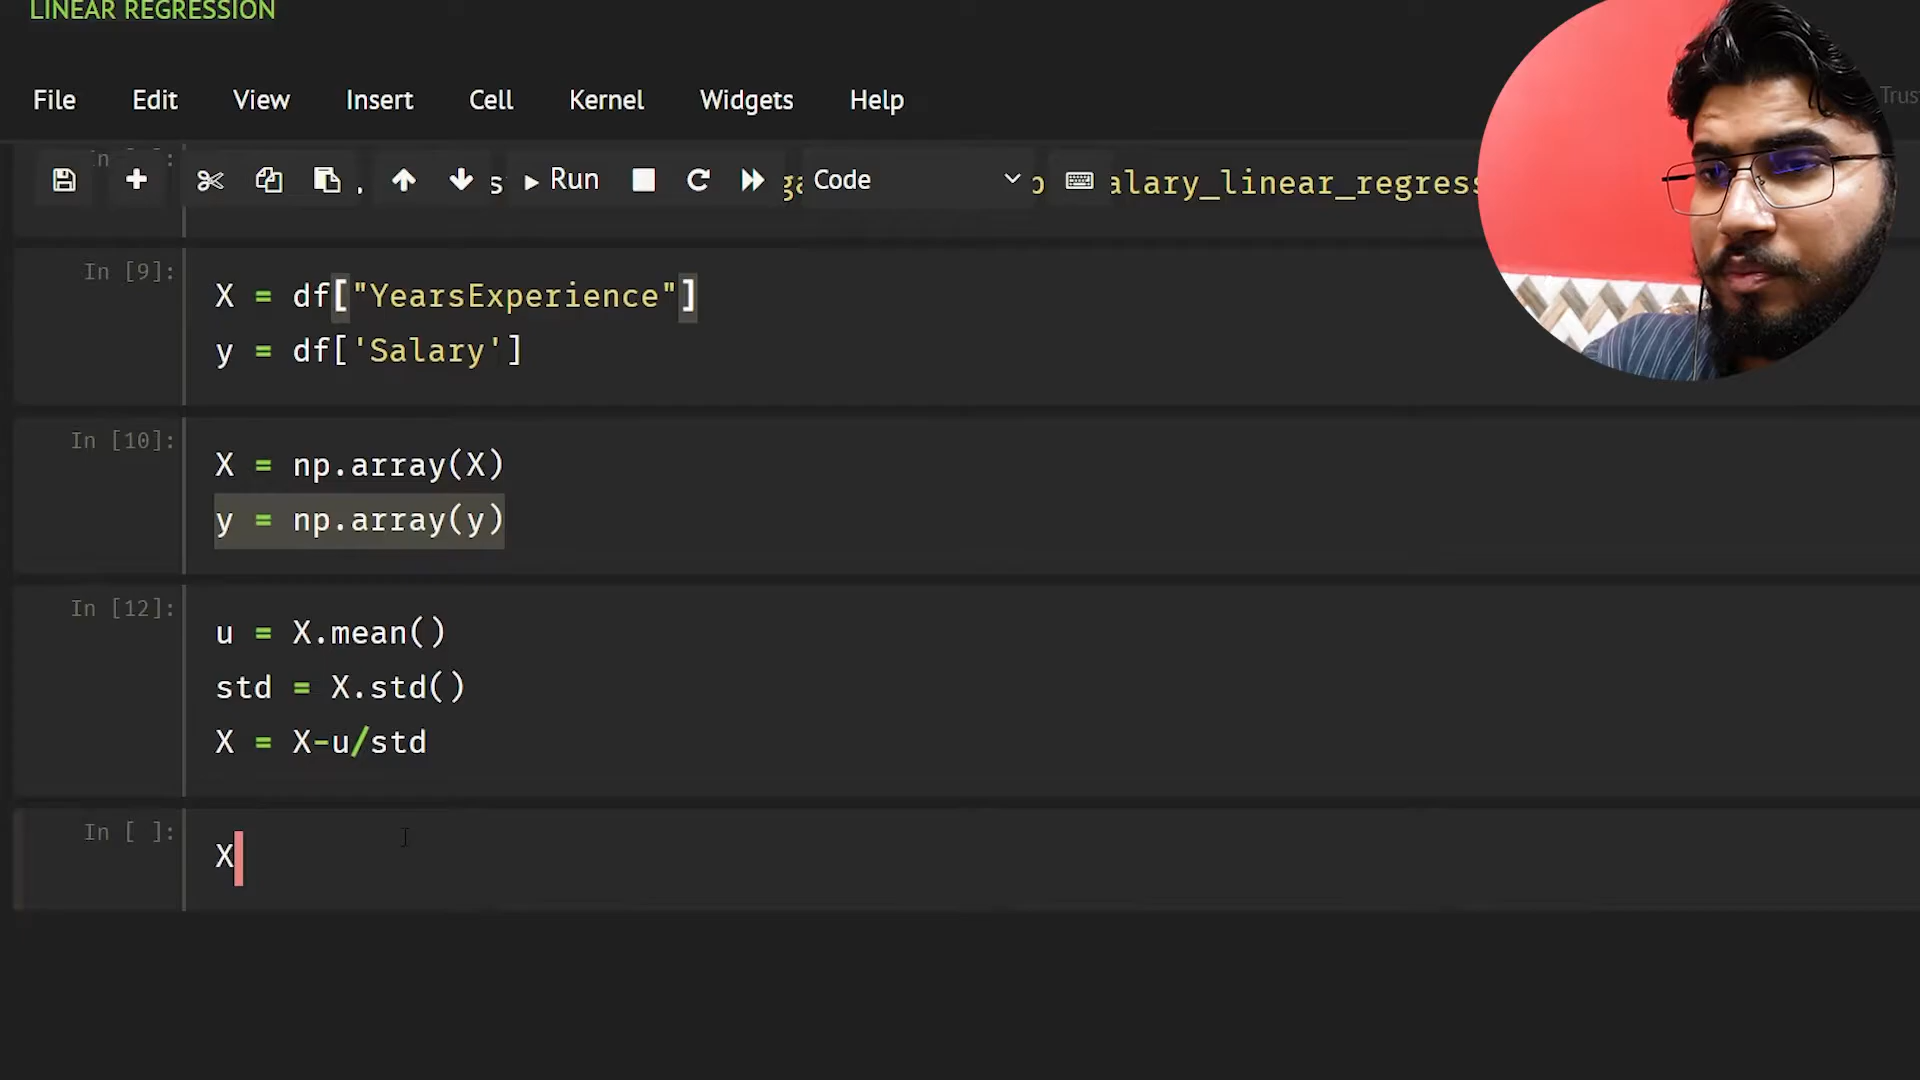 LINEAR REGRESSION
File Edit View Insert Cell Kernel Widgets Help
Run Code alary_linear_regress
In [9]:
X = df["YearsExperience"]
y = df['Salary']
In [10]:
X = np.array(X)
y = np.array(y)
In [12]:
u = X.mean()
std = X.std()
X = X-u/std
In [ ]:
X